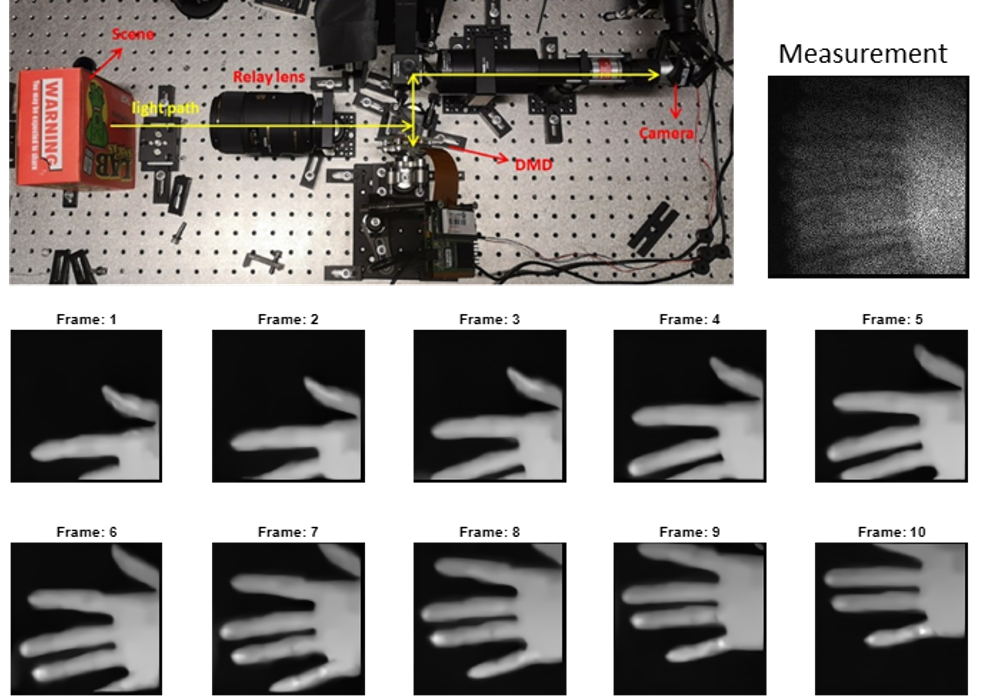 Scene
Relay lens
light path
WARNING
Camera
DMD
Measurement
Frame: 1
Frame: 2
Frame: 3
Frame: 4
Frame: 5
Frame: 6
Frame: 7
Frame: 8
Frame: 9
Frame: 10